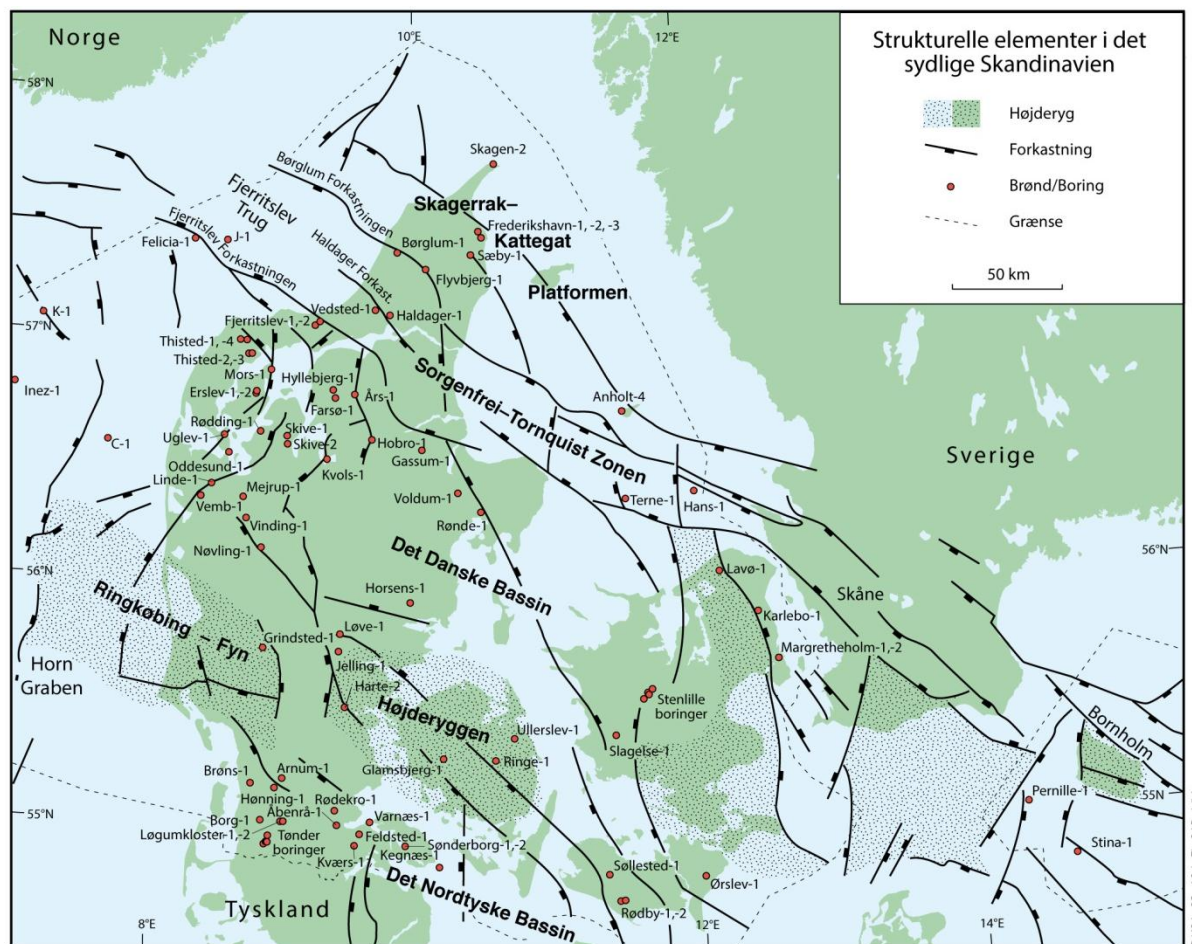 Norge
10°E
12°E
58°N
Strukturelle elementer i det
sydlige Skandinavien
Højderyg
Forkastning
Brønd/Boring
Grænse
50 km
Skagen-2
Børglum Forkastningen
Fjerritslev
Trug
Skagerrak–
Kattegat
Platformen
Frederikshavn-1, -2, -3
Fjerritslev Forkastningen
Felicia-1
J-1
Børglum-1
Sæby-1
Haldager Forkast.
Flyvbjerg-1
K-1
57°N
Vedsted-1
Haldager-1
Fjerritslev-1,-2
Thisted-1, -4
Thisted-2,-3
Mors-1
Inez-1
Hyllebjerg-1
Erslev-1,-2
Farsø-1
Års-1
Sorgenfrei–Tornquist Zonen
Anholt-4
Rødding-1
Skive-1
Uglev-1
Skive-2
C-1
Hobro-1
Gassum-1
Sverige
Oddesund-1
Kvols-1
Linde-1
Mejrup-1
Voldum-1
Terne-1
Hans-1
Vemb-1
Vinding-1
Rønde-1
Nøvling-1
Det Danske Bassin
56°N
56°N
Lavø-1
Skåne
Horsens-1
Karlebo-1
Ringkøbing – Fyn
Højderyggen
Grindsted-1
Løve-1
Margretheholm-1,-2
Horn
Graben
Jelling-1
Harte-2
Stenlille
boringer
Ullerslev-1
Slagelse-1
Bornholm
Glamsbjerg-1
Ringe-1
Brøns-1
Arnum-1
Hønning-1
Rødekro-1
Pernille-1
55°N
55°N
Åbenrå-1
Varnæs-1
Borg-1
Løgumkloster-1,-2
Tønder
boringer
Feldsted-1
Sønderborg-1,-2
Stina-1
Kværs-1
Kegnæs-1
Søllested-1
Ørslev-1
Det Nordtyske Bassin
Rødby-1,-2
Tyskland
8°E
12°E
14°E